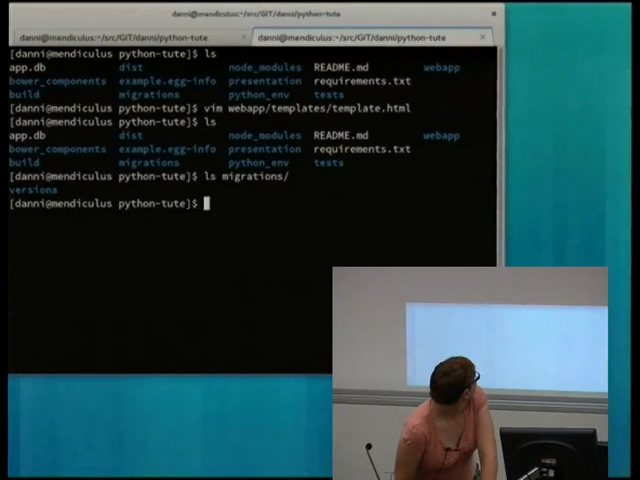 danni@mendiculus:~/src/GIT/danni/python-tute
danni@mendiculus:~/src/GIT/danni/python-tute danni@mendiculus:~/src/GIT/danni/python-tute
[danni@mendiculus python-tute]$ ls
app.db dist node_modules README.md webapp
bower_components example.egg-info presentation requirements.txt
build migrations python_env tests
[danni@mendiculus python-tute]$ vim webapp/templates/template.html
[danni@mendiculus python-tute]$ ls
app.db dist node_modules README.md webapp
bower_components example.egg-info presentation requirements.txt
build migrations python_env tests
[danni@mendiculus python-tute]$ ls migrations/
versions
[danni@mendiculus python-tute]$